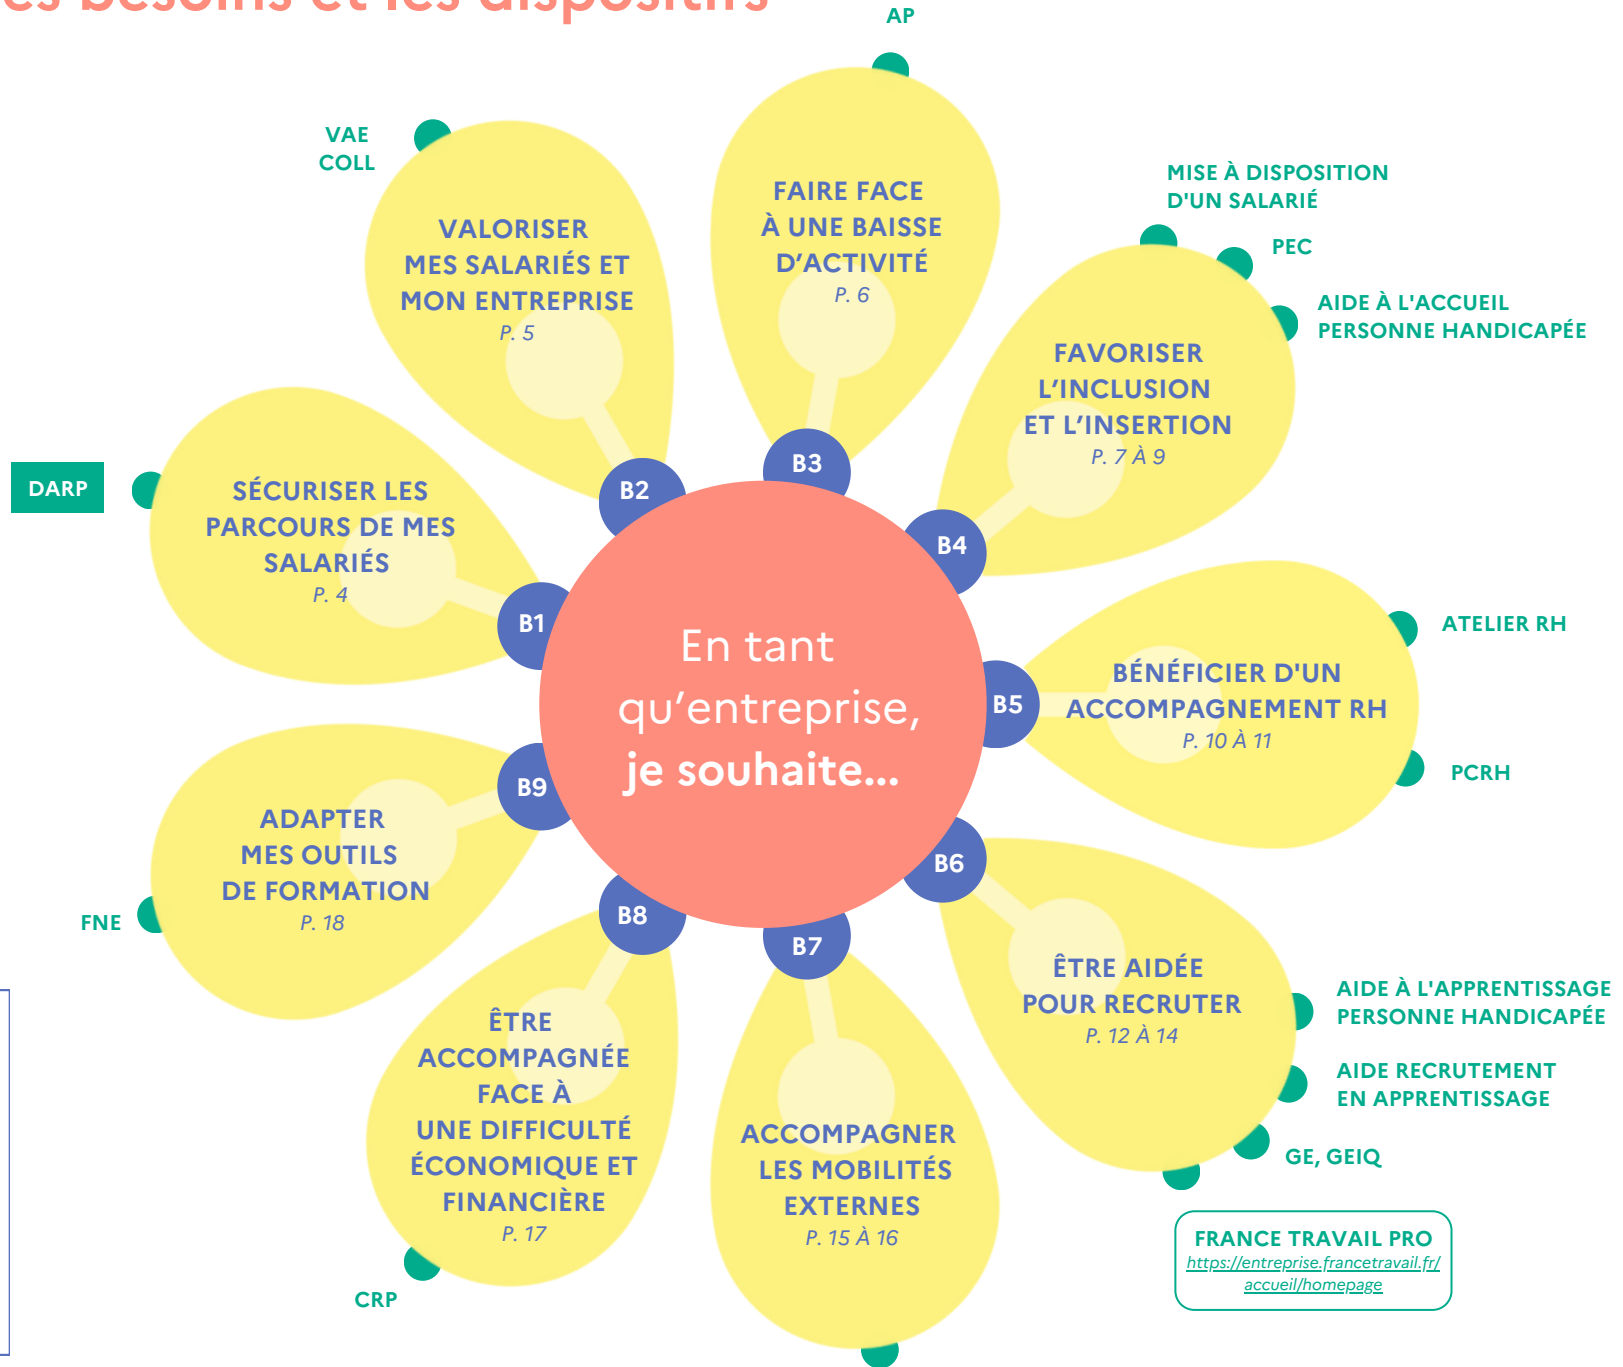 es besoins et les dispositifs
AP
VAE
COLL
VALORISER
MES SALARIÉS ET
MON ENTREPRISE
P. 5
FAIRE FACE
À UNE BAISSE
D’ACTIVITÉ
P. 6
MISE À DISPOSITION
D'UN SALARIÉ
PEC
AIDE À L'ACCUEIL
PERSONNE HANDICAPÉE
FAVORISER
L’INCLUSION
ET L’INSERTION
P. 7 À 9
DARP
SÉCURISER LES
PARCOURS DE MES
SALARIÉS
P. 4
B2
B3
B4
B1
En tant
qu’entreprise,
je souhaite...
B5
BÉNÉFICIER D'UN
ACCOMPAGNEMENT RH
P. 10 À 11
ATELIER RH
PCRH
B9
ADAPTER
MES OUTILS
DE FORMATION
P. 18
FNE
B8
B7
B6
ÊTRE AIDÉE
POUR RECRUTER
P. 12 À 14
AIDE À L'APPRENTISSAGE
PERSONNE HANDICAPÉE
AIDE RECRUTEMENT
EN APPRENTISSAGE
GE, GEIQ
ÊTRE
ACCOMPAGNÉE
FACE À
UNE DIFFICULTÉ
ÉCONOMIQUE ET
FINANCIÈRE
P. 17
CRP
ACCOMPAGNER
LES MOBILITÉS
EXTERNES
P. 15 À 16
FRANCE TRAVAIL PRO
https://entreprise.francetravail.fr/
accueil/homepage